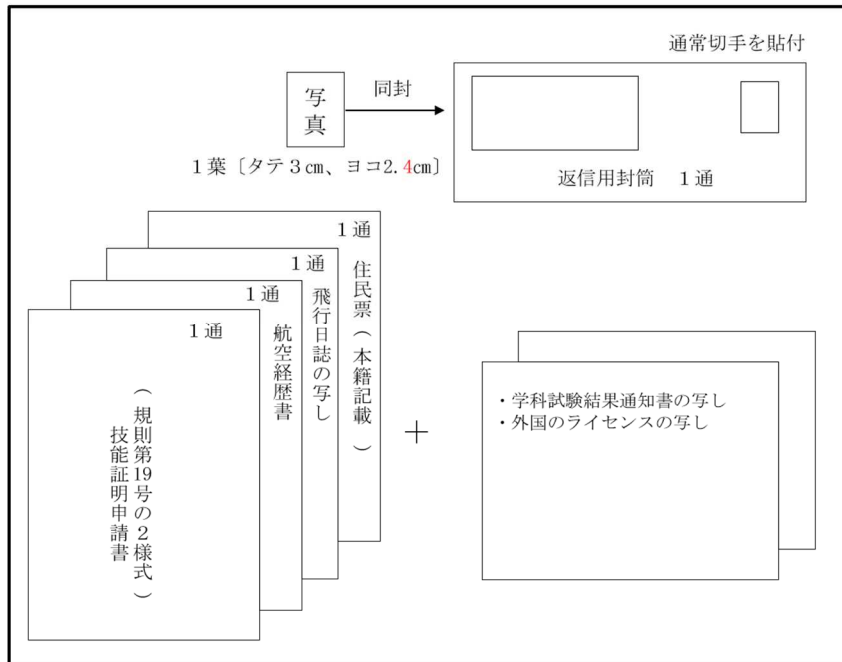 通常切手を貼付
写真
同封
1葉〔タテ3cm、ヨコ2.4cm〕
返信用封筒 1通
1通
住民票(本籍記載)
1通
飛行日誌の写し
1通
航空経歴書
1通
(規則第19号の2様式)
技能証明申請書
+
・学科試験結果通知書の写し
・外国のライセンスの写し